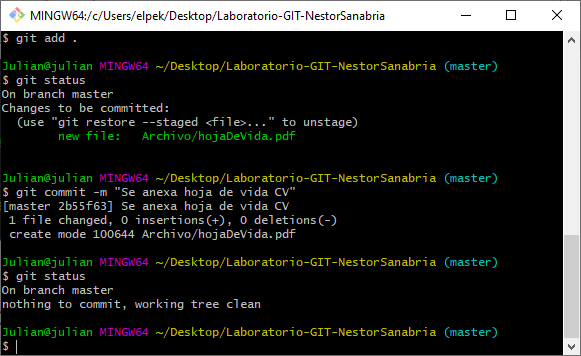 MINGW64:/c/Users/elpek/Desktop/Laboratorio-GIT-NestorSanabria
$ git add .
Julian@julian MINGW64 ~/Desktop/Laboratorio-GIT-NestorSanabria (master)
$ git status
On branch master
Changes to be committed:
  (use "git restore --staged <file>..." to unstage)
        new file:   Archivo/hojaDeVida.pdf
Julian@julian MINGW64 ~/Desktop/Laboratorio-GIT-NestorSanabria (master)
$ git commit -m "Se anexa hoja de vida CV"
[master 2b55f63] Se anexa hoja de vida CV
 1 file changed, 0 insertions(+), 0 deletions(-)
 create mode 100644 Archivo/hojaDeVida.pdf
Julian@julian MINGW64 ~/Desktop/Laboratorio-GIT-NestorSanabria (master)
$ git status
On branch master
nothing to commit, working tree clean
Julian@julian MINGW64 ~/Desktop/Laboratorio-GIT-NestorSanabria (master)
$